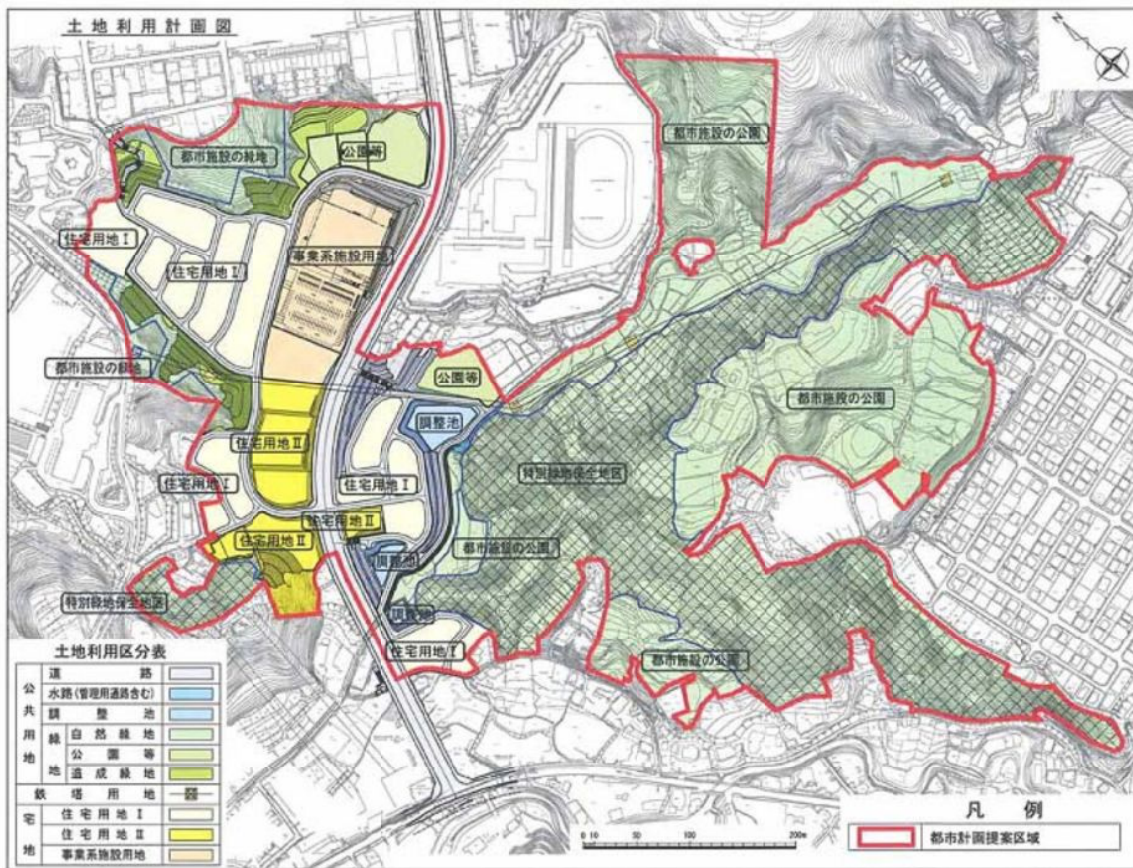 土地利用計画図
N
都市施設の公園
都市施設の緑地
公園等
住宅用地Ⅰ
住宅用地Ⅰ
事業系施設用地
都市施設の緑地
公園等
都市施設の公園
調整池
住宅用地Ⅱ
特別緑地保全地区
住宅用地Ⅰ
住宅用地Ⅰ
住宅用地Ⅱ
住宅用地Ⅱ
都市施設の公園
調整池
特別緑地保全地区
調整池
住宅用地Ⅰ
都市施設の公園
土地利用区分表
公共用地
道路
水路(管理用通路含む)
調整池
緑地
自然緑地
公園等
造成緑地
鉄塔用地
宅地
住宅用地Ⅰ
住宅用地Ⅱ
事業系施設用地
0 10 50 100 200m
凡例
都市計画提案区域